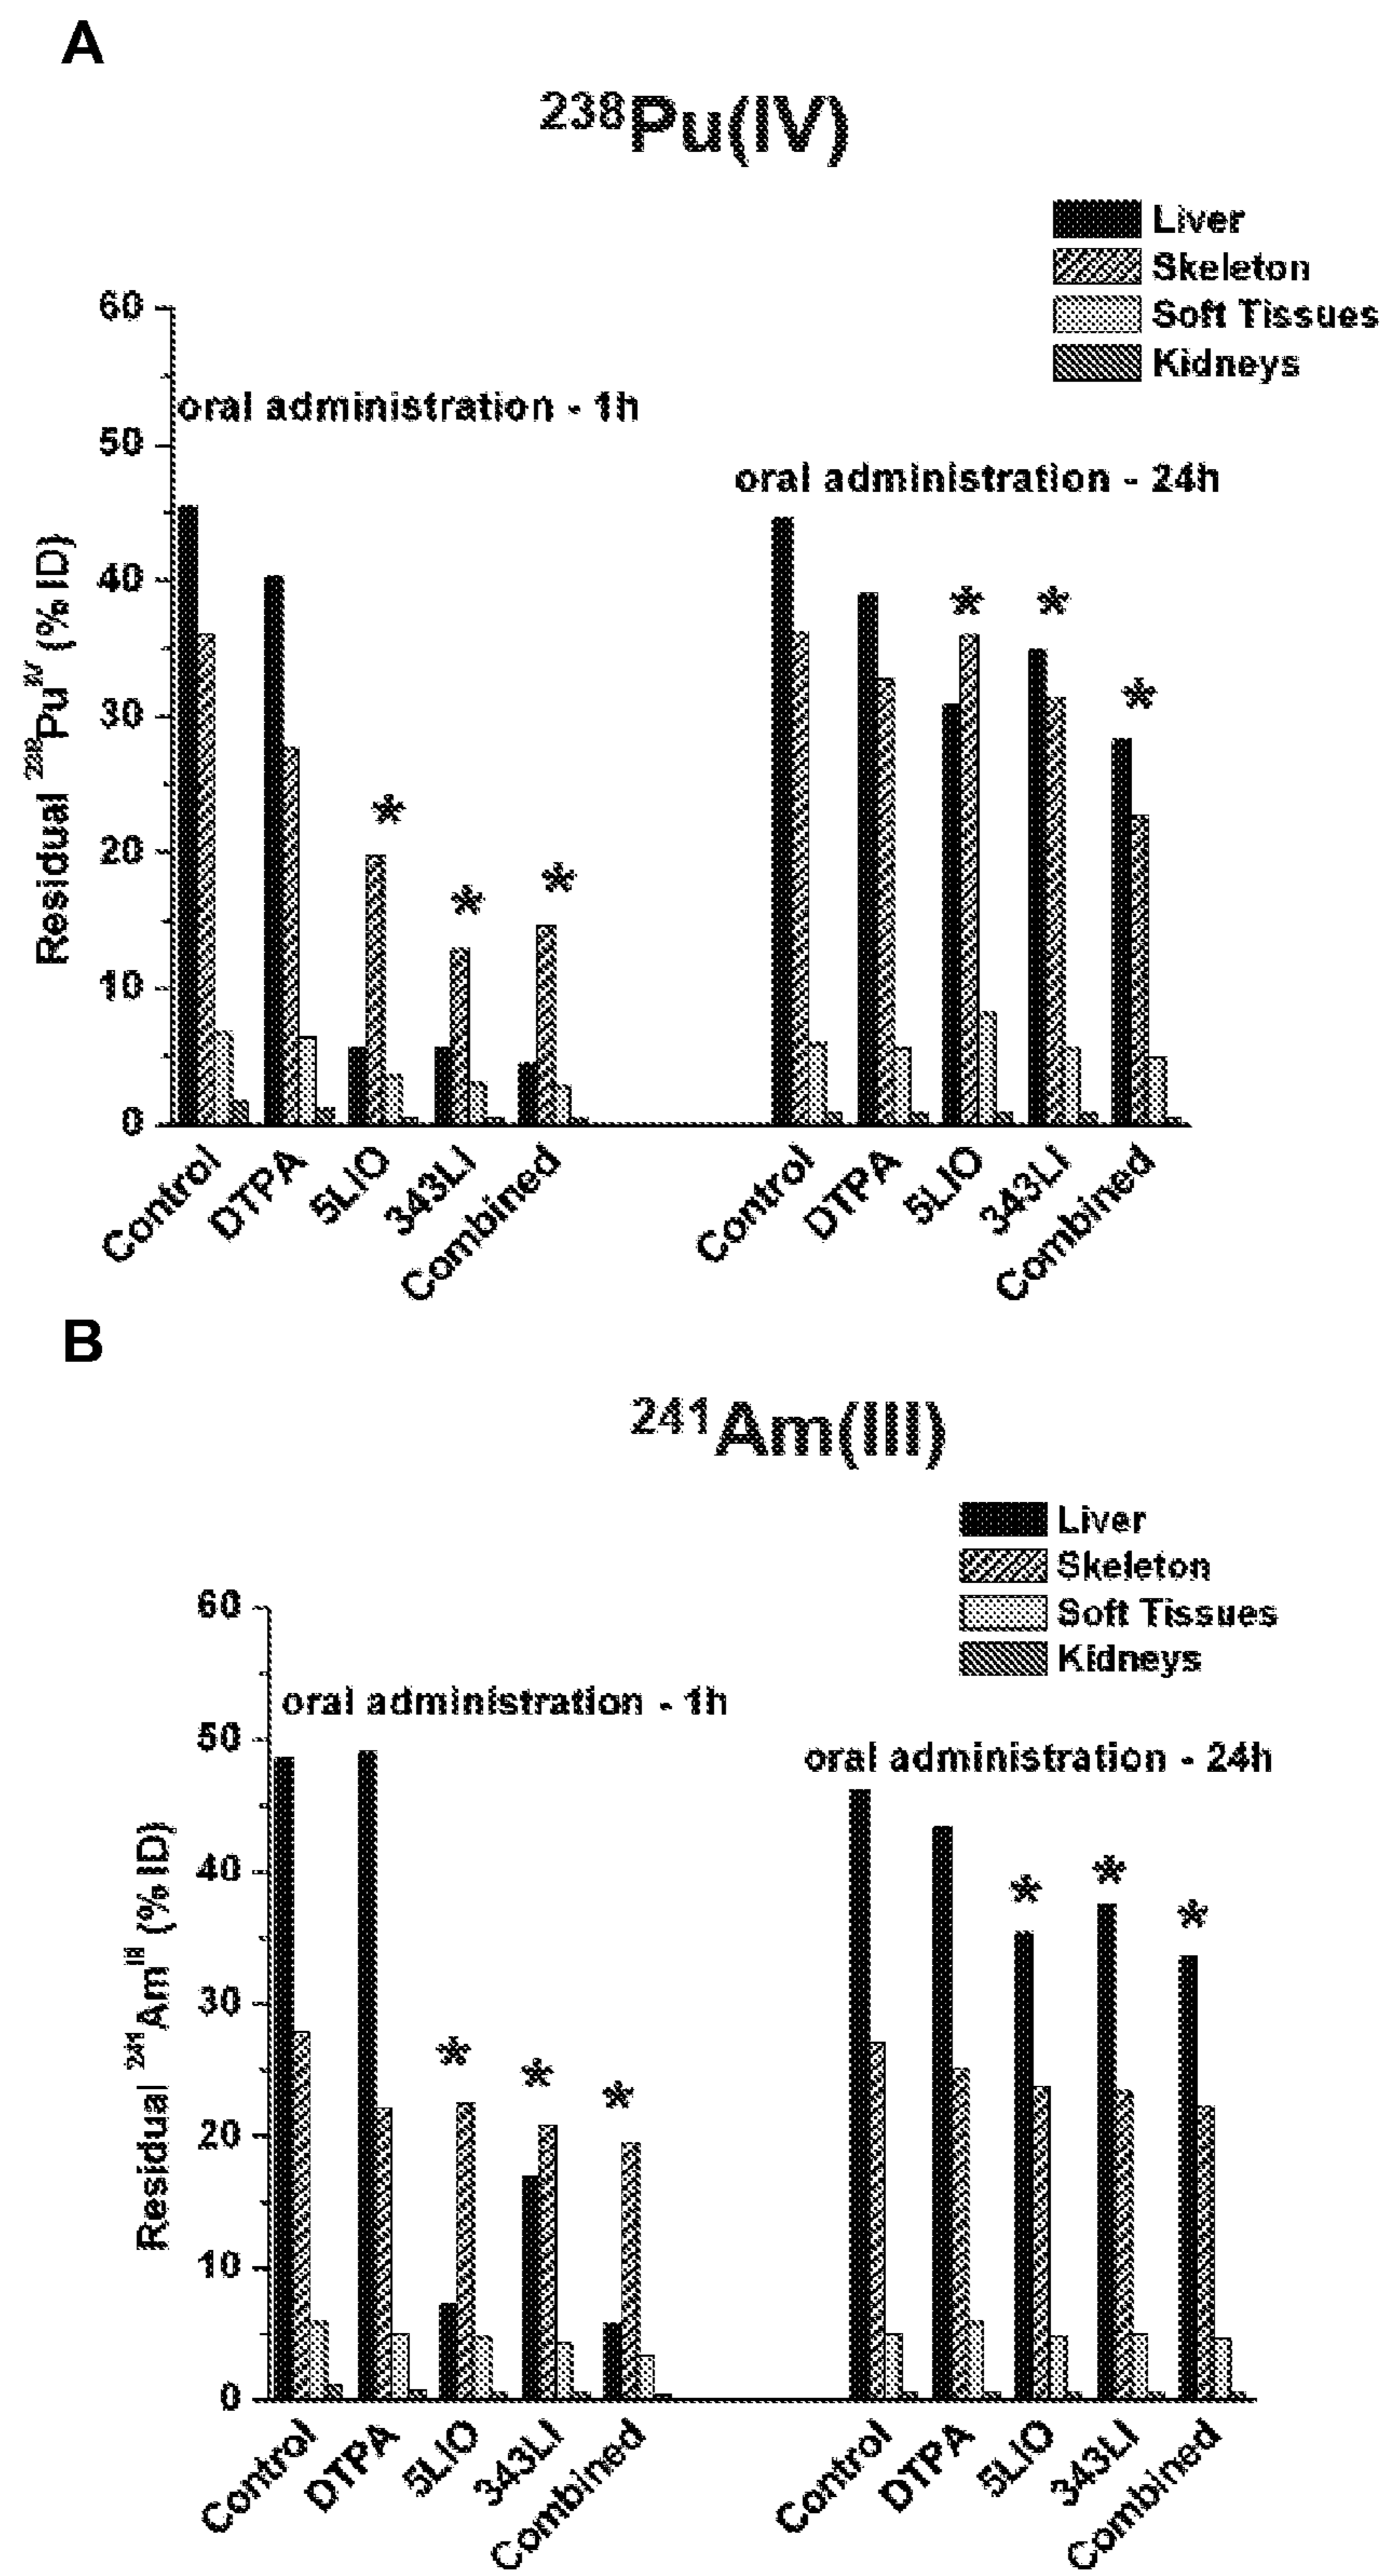 A
238Pu(IV)
Liver
Skeleton
Soft Tissues
Kidneys
60
50
40
30
20
10
0
Residual 238PuIV (% ID)
oral administration - 1h
oral administration - 24h
*
*
*
*
*
*
Control
DTPA
5LIO
343LI
Combined
Control
DTPA
5LIO
343LI
Combined
B
241Am(III)
Liver
Skeleton
Soft Tissues
Kidneys
60
50
40
30
20
10
0
Residual 241AmIII (% ID)
oral administration - 1h
oral administration - 24h
*
*
*
*
*
*
Control
DTPA
5LIO
343LI
Combined
Control
DTPA
5LIO
343LI
Combined